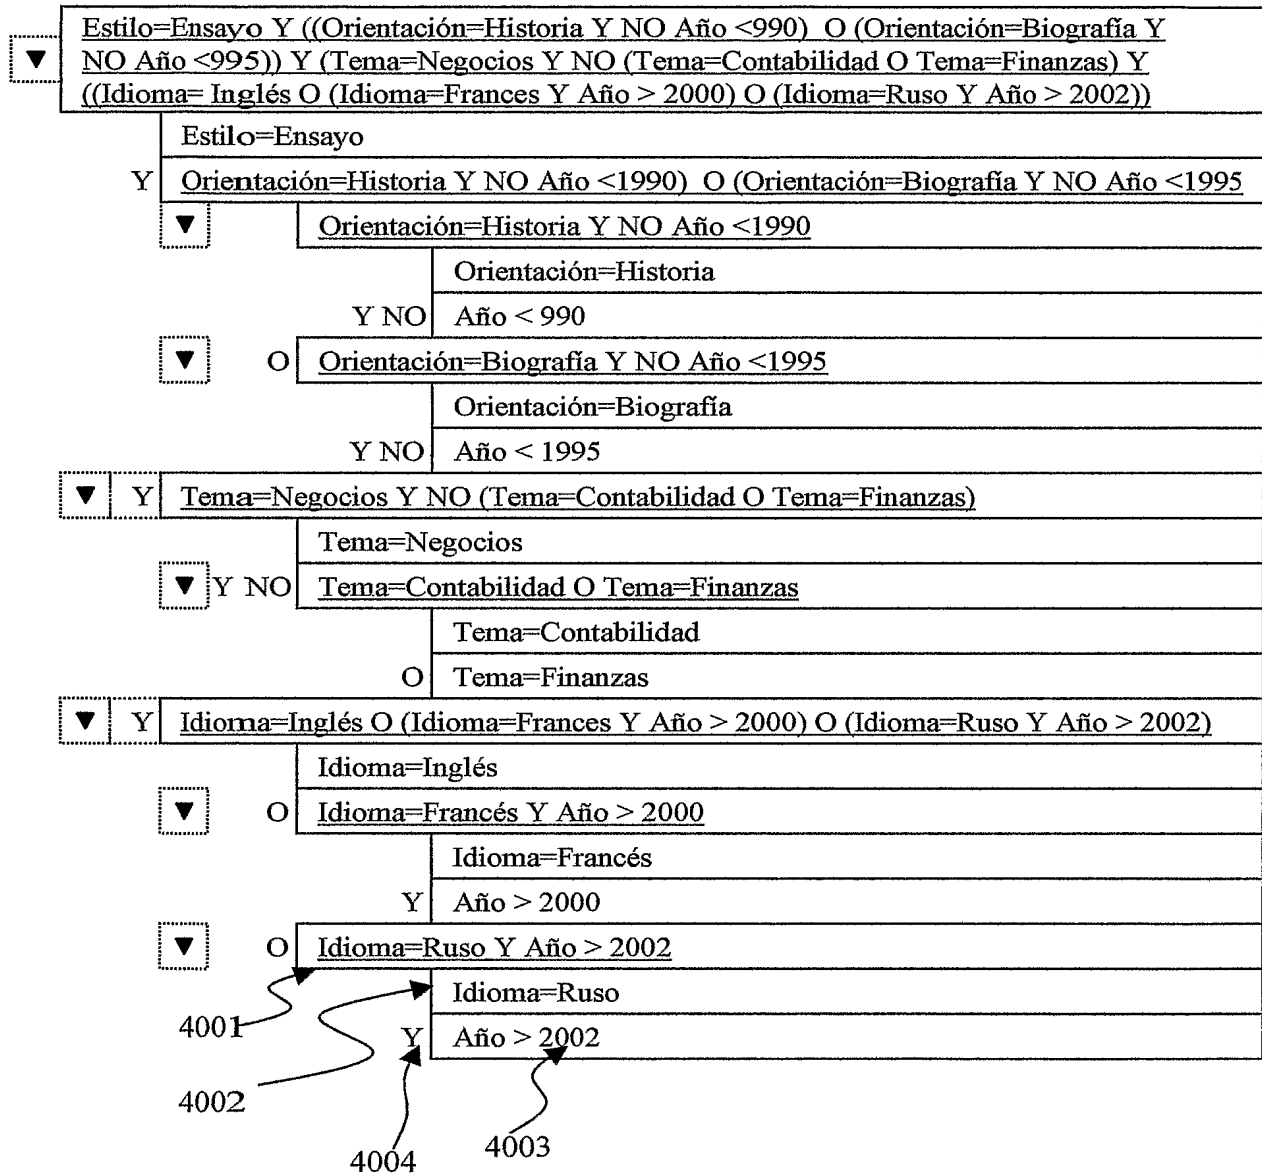 Estilo=Ensayo Y ((Orientación=Historia Y NO Año <990) O (Orientación=Biografía Y
▼ NO Año <995)) Y (Tema=Negocios Y NO (Tema=Contabilidad O Tema=Finanzas) Y
((Idioma= Inglés O (Idioma=Frances Y Año > 2000) O (Idioma=Ruso Y Año > 2002))
Estilo=Ensayo
Y Orientación=Historia Y NO Año <1990) O (Orientación=Biografía Y NO Año <1995
▼ Orientación=Historia Y NO Año <1990
Orientación=Historia
Y NO Año < 990
▼ O Orientación=Biografía Y NO Año <1995
Orientación=Biografía
Y NO Año < 1995
▼ Y Tema=Negocios Y NO (Tema=Contabilidad O Tema=Finanzas)
Tema=Negocios
▼ Y NO Tema=Contabilidad O Tema=Finanzas
Tema=Contabilidad
O Tema=Finanzas
▼ Y Idioma=Inglés O (Idioma=Frances Y Año > 2000) O (Idioma=Ruso Y Año > 2002)
Idioma=Inglés
▼ O Idioma=Francés Y Año > 2000
Idioma=Francés
Y Año > 2000
▼ O Idioma=Ruso Y Año > 2002
Idioma=Ruso
4001
Y Año > 2002
4002
4003
4004